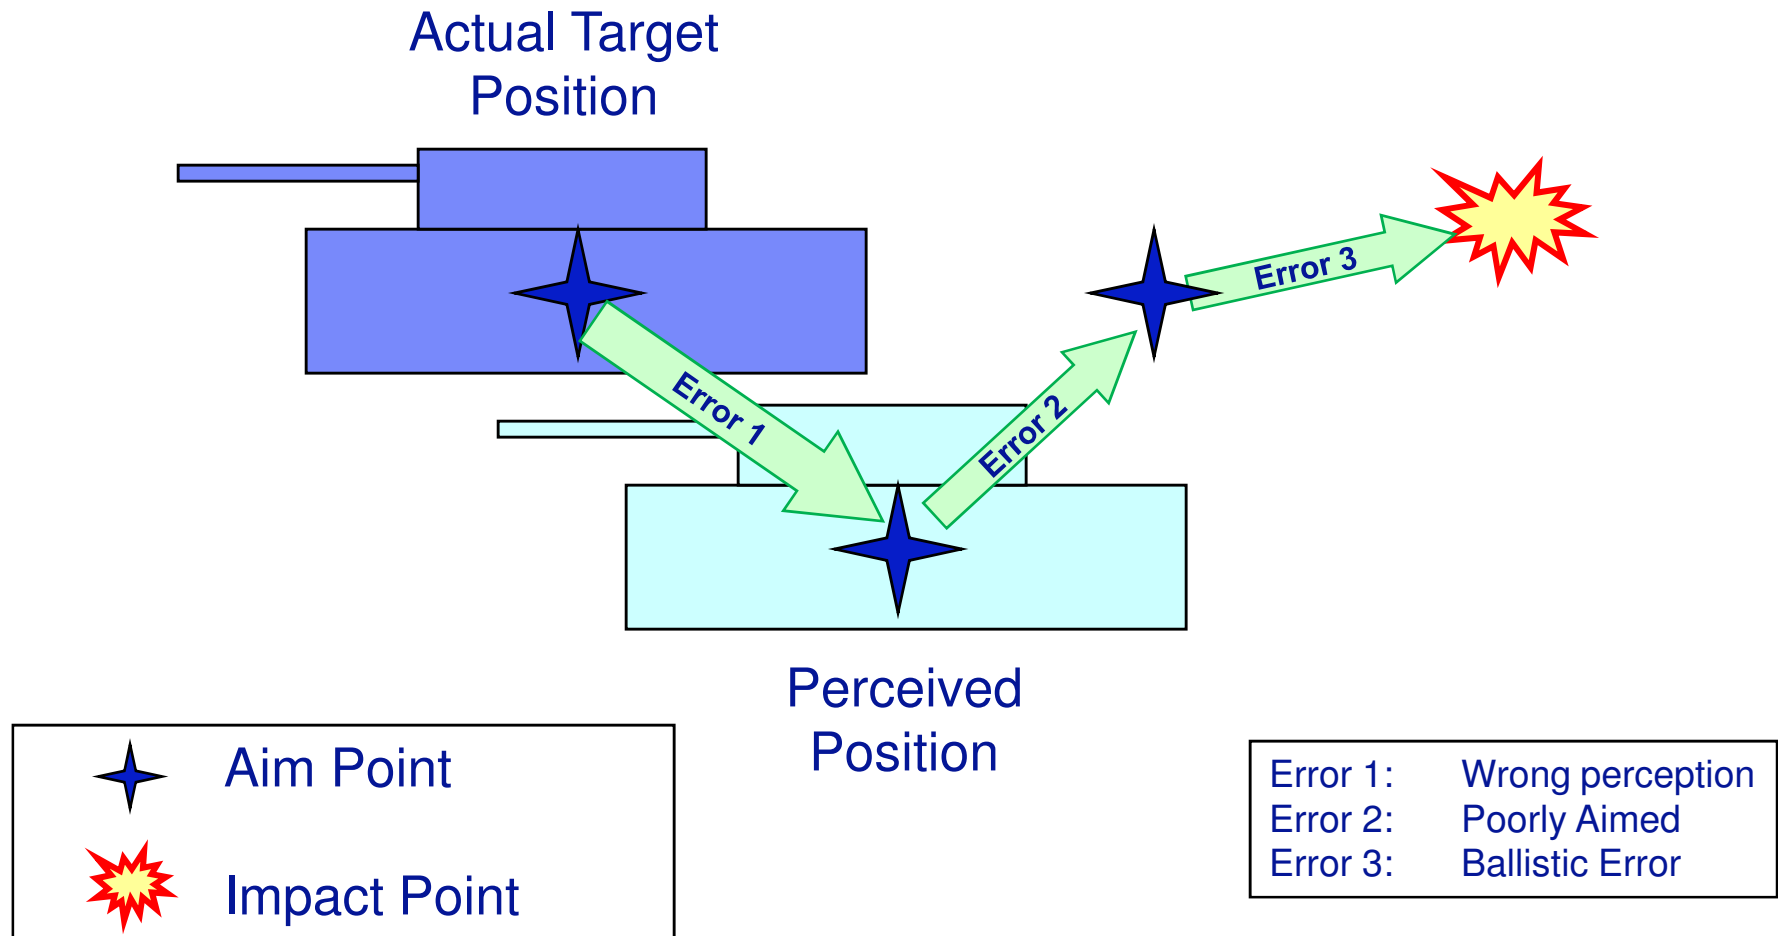 Actual Target
Position
Error 3
Error 1
Error 2
Perceived
Position
Aim Point
Impact Point
Error 1: Wrong perception
Error 2: Poorly Aimed
Error 3: Ballistic Error